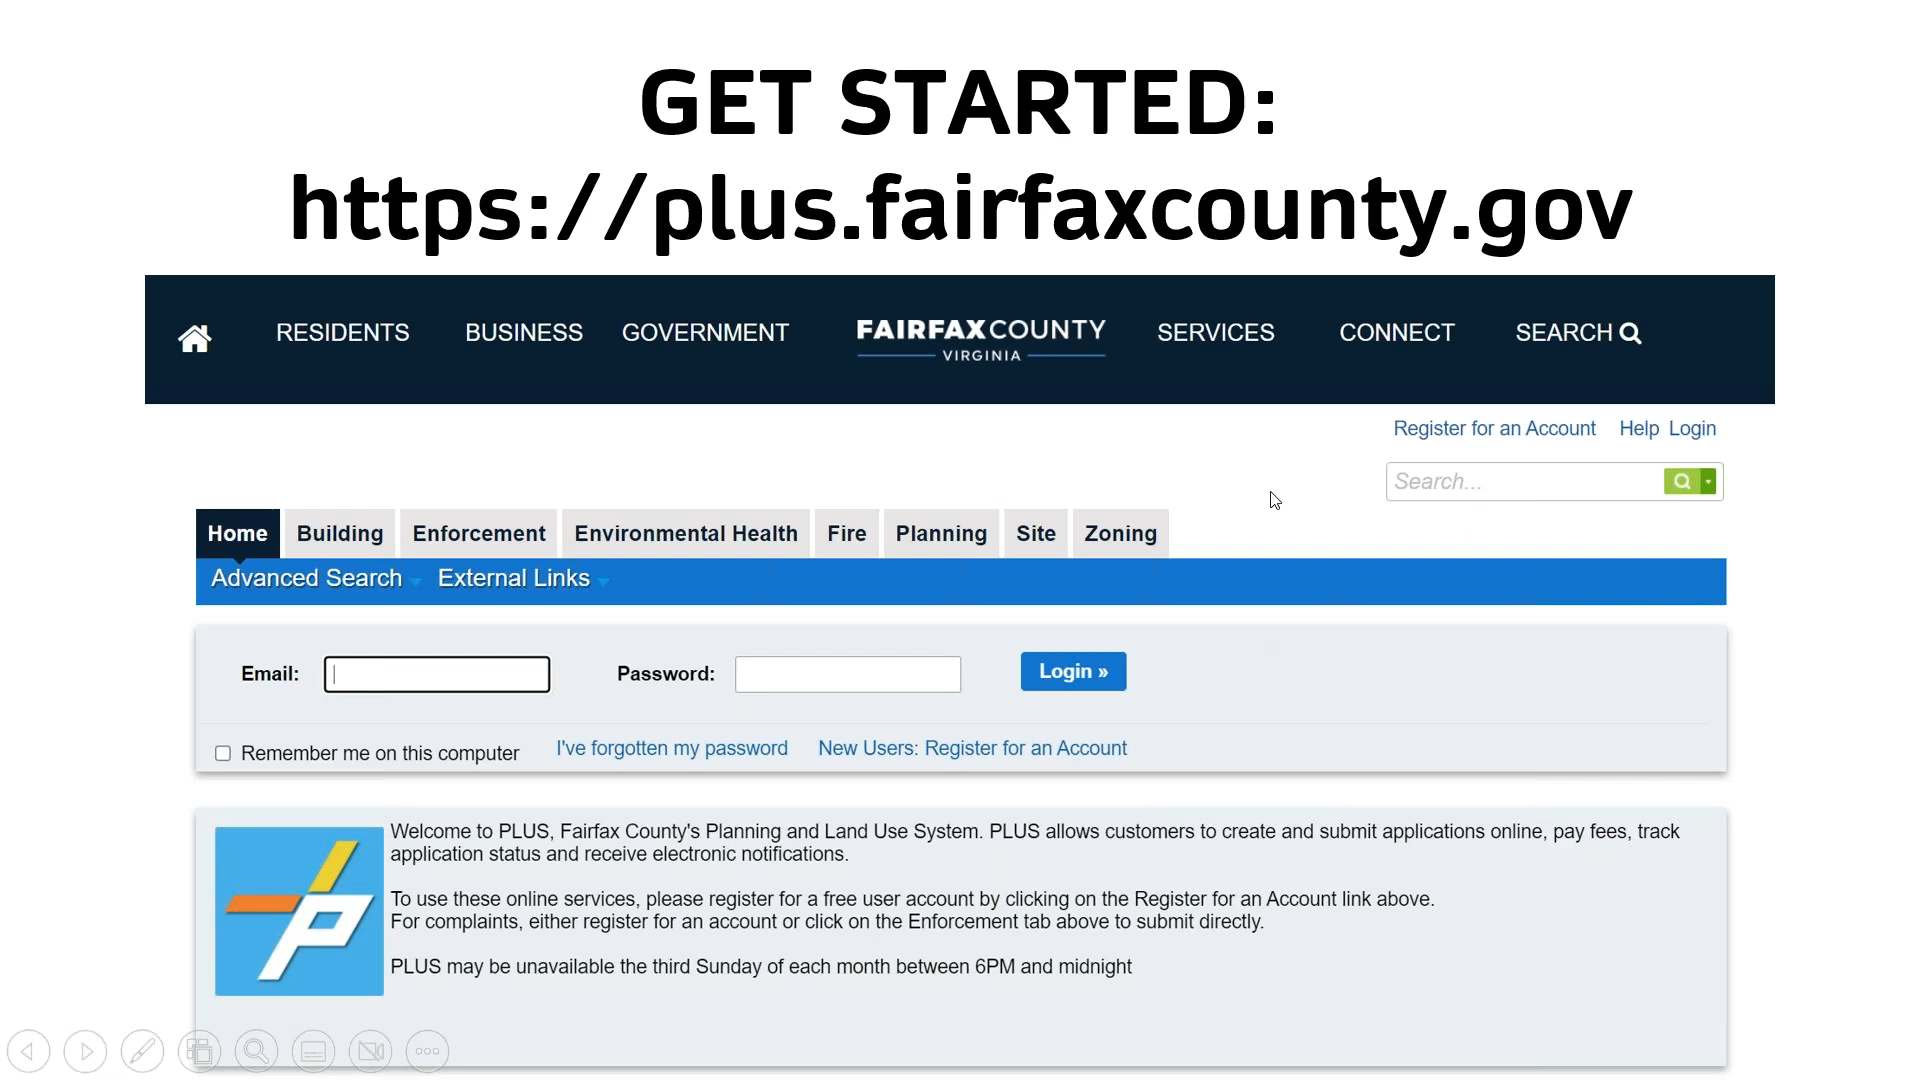 GET STARTED:
https://plus.fairfaxcounty.gov
RESIDENTS BUSINESS GOVERNMENT FAIRFAXCOUNTY VIRGINIA SERVICES CONNECT SEARCH
Register for an Account Help Login
Search...
Home Building Enforcement Environmental Health Fire Planning Site Zoning
Advanced Search External Links
Email: Password: Login »
Remember me on this computer I've forgotten my password New Users: Register for an Account
Welcome to PLUS, Fairfax County's Planning and Land Use System. PLUS allows customers to create and submit applications online, pay fees, track
application status and receive electronic notifications.
To use these online services, please register for a free user account by clicking on the Register for an Account link above.
For complaints, either register for an account or click on the Enforcement tab above to submit directly.
PLUS may be unavailable the third Sunday of each month between 6PM and midnight